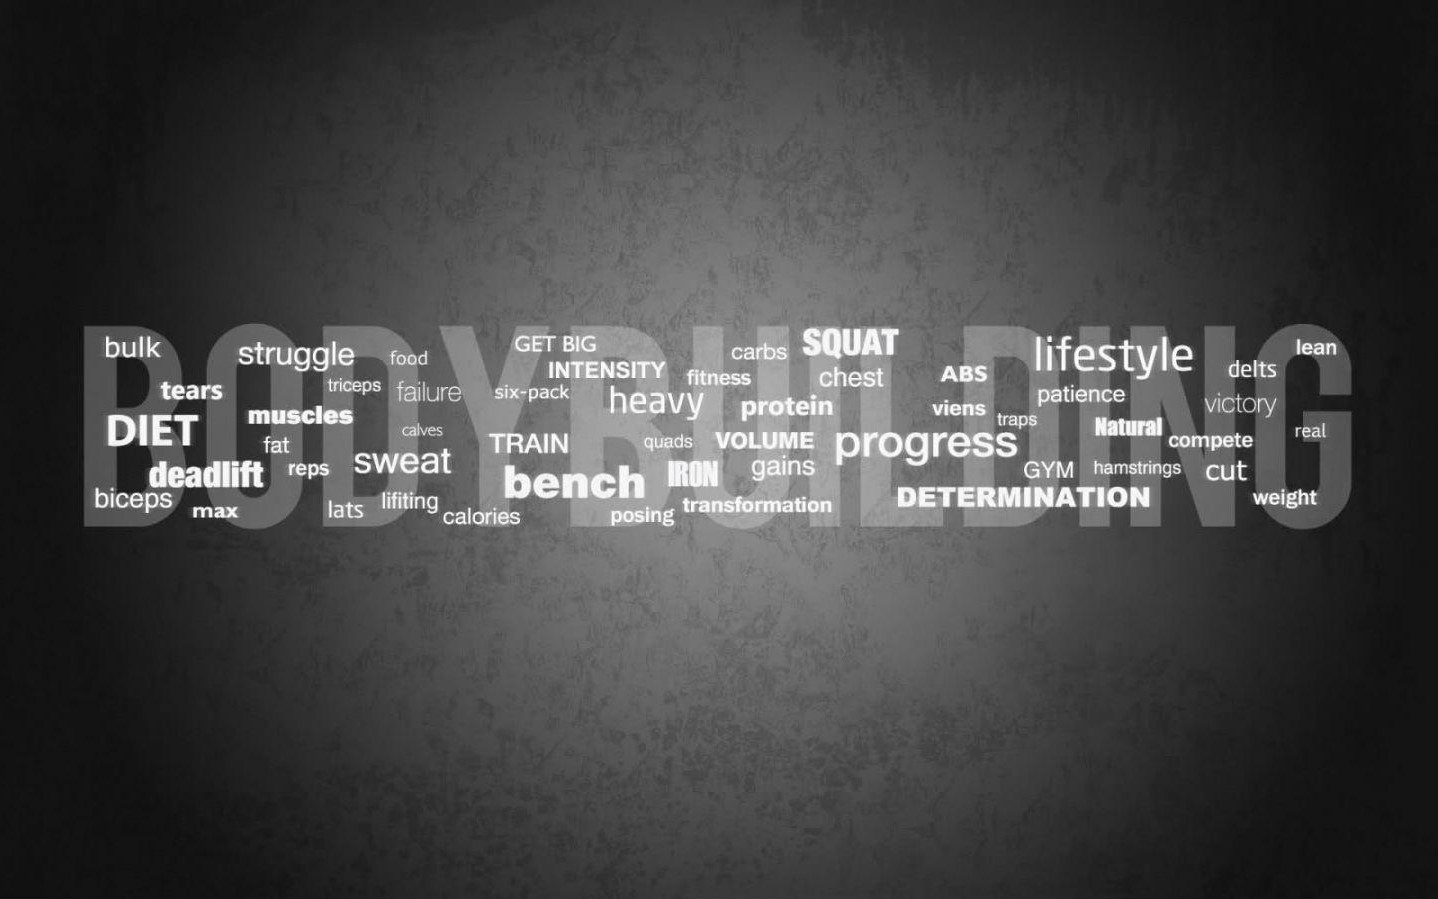 BODYBUILDING
bulk
struggle
food
GET BIG
carbs
SQUAT
lifestyle
lean
tears
triceps
failure
INTENSITY
six-pack
fitness
chest
ABS
delts
DIET
muscles
calves
heavy
protein
viens
patience
victory
fat
TRAIN
quads
VOLUME
progress
traps
Natural
compete
real
deadlift
reps
sweat
bench
IRON
gains
GYM
hamstrings
cut
biceps
max
lats
lifiting
calories
posing
transformation
DETERMINATION
weight